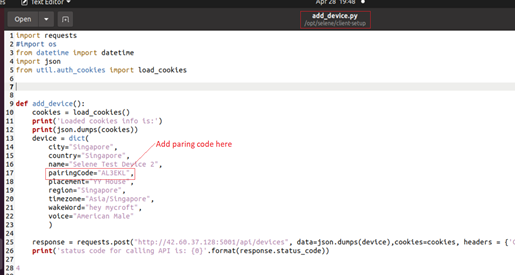 Text Editor
Apr 28 19:48
Open
add_device.py
/opt/selene/client-setup
1 import requests
2 #import os
3 from datetime import datetime
4 import json
5 from util.auth_cookies import load_cookies
6
7
8
9 def add_device():
10 cookies = load_cookies()
11 print('Loaded cookies info is:')
12 print(json.dumps(cookies))
13 device = dict(
14 city="Singapore",
15 country="Singapore",
16 name="Selene Test Device 2",
17 pairingCode="AL3EKL",
Add paring code here
18 placement="YY House",
19 region="Singapore",
20 timezone="Asia/Singapore",
21 wakeWord="hey mycroft",
22 voice="American Male"
23 )
24
25 response = requests.post("http://42.60.37.128:5001/api/devices", data=json.dumps(device),cookies=cookies, headers = {'C
26 print('status code for calling API is: {0}'.format(response.status_code))
27
28 4